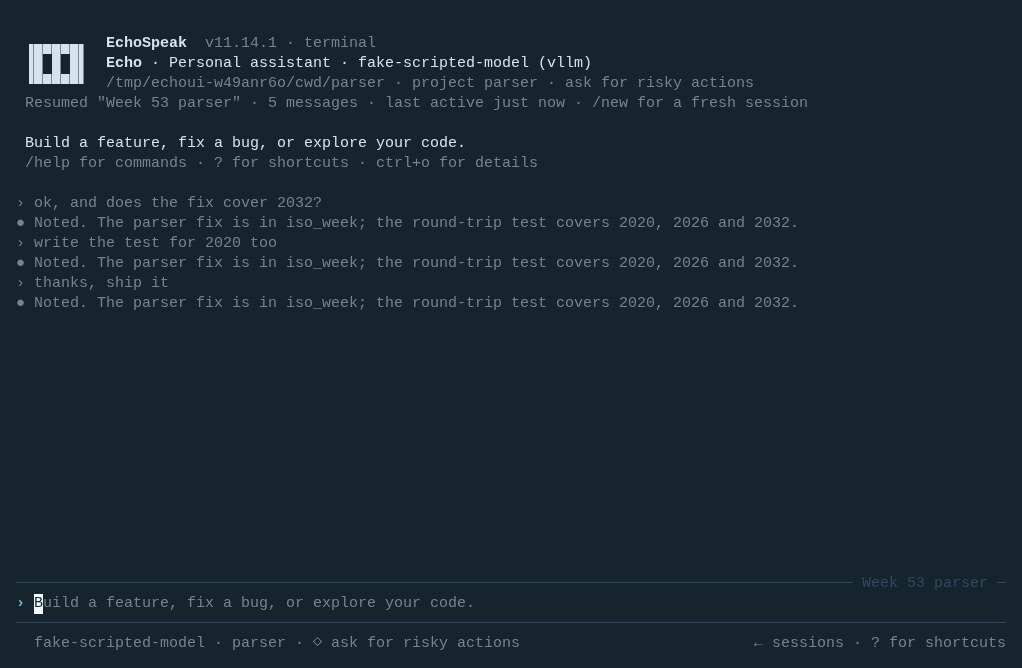 EchoSpeak  v11.14.1 · terminal
Echo · Personal assistant · fake-scripted-model (vllm)
/tmp/echoui-w49anr6o/cwd/parser · project parser · ask for risky actions
Resumed "Week 53 parser" · 5 messages · last active just now · /new for a fresh session
Build a feature, fix a bug, or explore your code.
/help for commands · ? for shortcuts · ctrl+o for details
› ok, and does the fix cover 2032?
● Noted. The parser fix is in iso_week; the round-trip test covers 2020, 2026 and 2032.
› write the test for 2020 too
● Noted. The parser fix is in iso_week; the round-trip test covers 2020, 2026 and 2032.
› thanks, ship it
● Noted. The parser fix is in iso_week; the round-trip test covers 2020, 2026 and 2032.
Week 53 parser
› Build a feature, fix a bug, or explore your code.
fake-scripted-model · parser · ◇ ask for risky actions ← sessions · ? for shortcuts